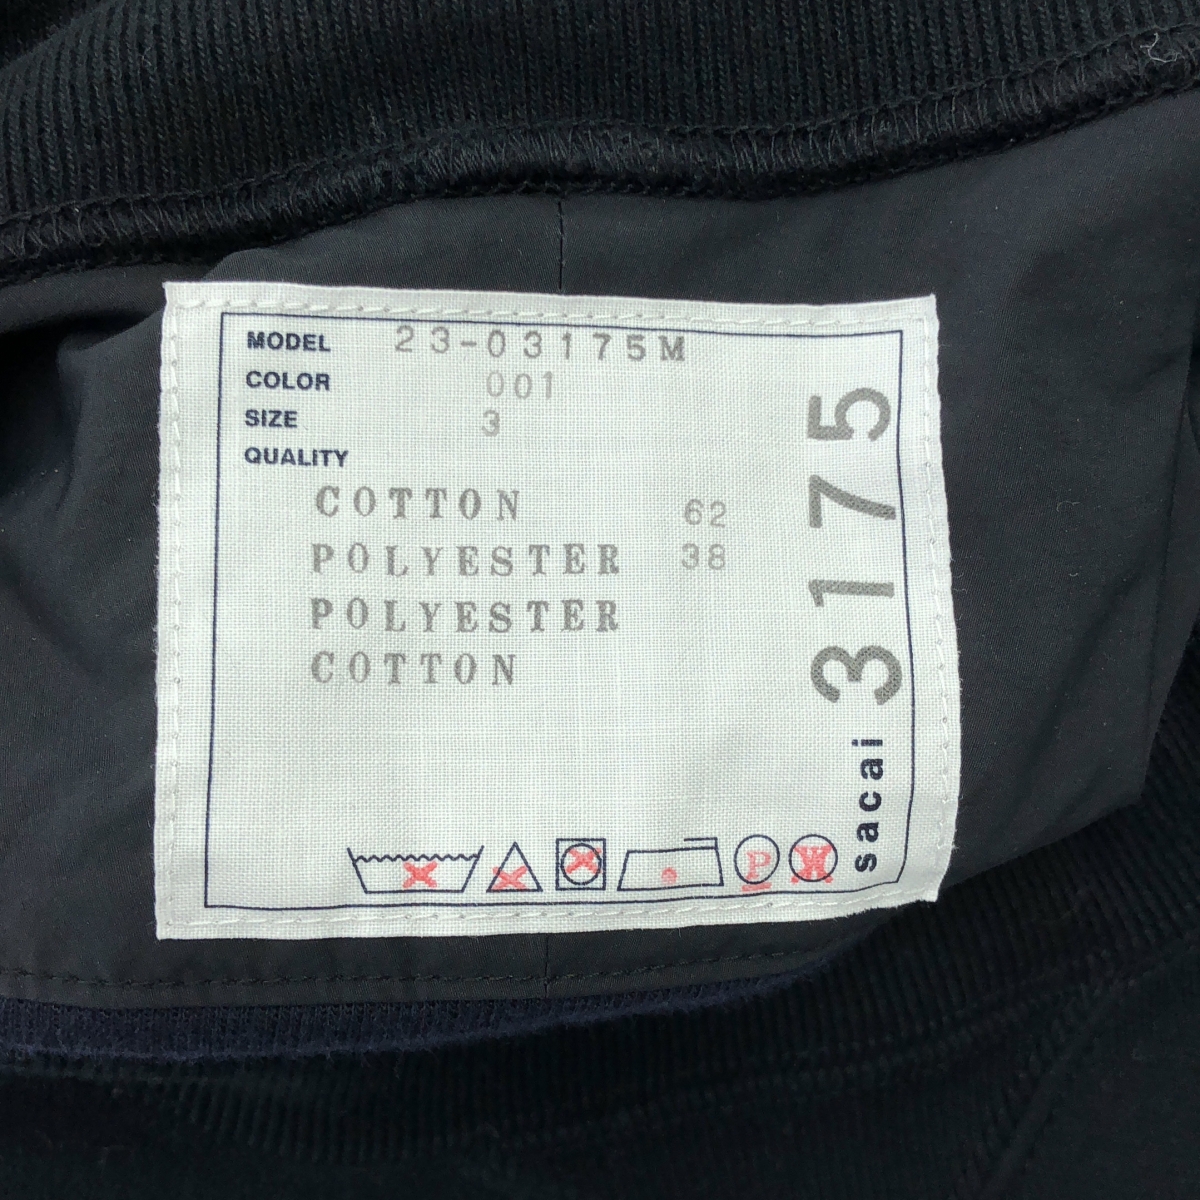 MODEL 23-03175M
COLOR 001
SIZE 3
QUALITY
COTTON 62
POLYESTER 38
POLYESTER
COTTON
P
W
sacai 3175